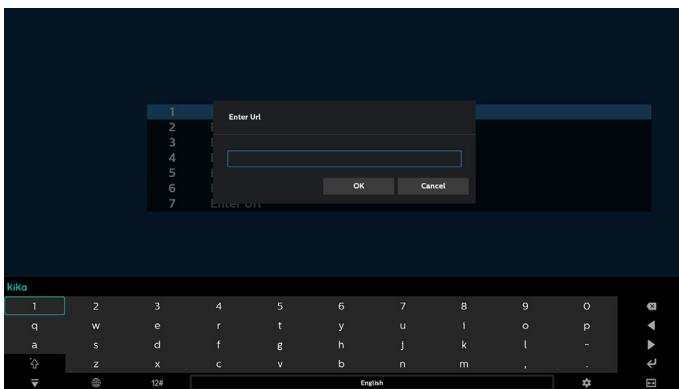 1
Enter Url
2
3
4
5
6
OK Cancel
7 Enter Url
kika
1 2 3 4 5 6 7 8 9 0
q w e r t y u i o p
a s d f g h j k l -
z x c v b n m , .
12# English